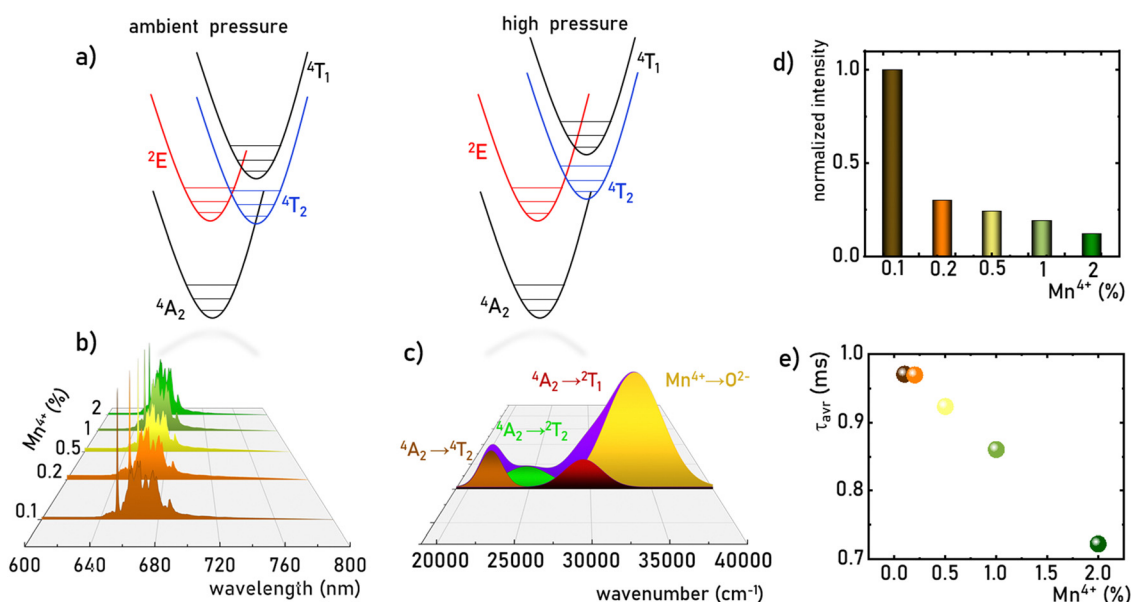 ambient pressure
high pressure
a)
⁴T₁
²E
⁴T₂
⁴A₂
⁴T₁
²E
⁴T₂
⁴A₂
b)
Mn⁴⁺ (%)
2
1
0.5
0.2
0.1
600 640 680 720 760 800
wavelength (nm)
c)
⁴A₂→⁴T₂
⁴A₂→²T₂
⁴A₂→²T₁
Mn⁴⁺→O²⁻
20000 25000 30000 35000 40000
wavenumber (cm⁻¹)
d)
normalized intensity
1.0
0.5
0.0
0.1 0.2 0.5 1 2
Mn⁴⁺ (%)
e)
τavr (ms)
1.0
0.9
0.8
0.7
0.0 0.5 1.0 1.5 2.0
Mn⁴⁺ (%)